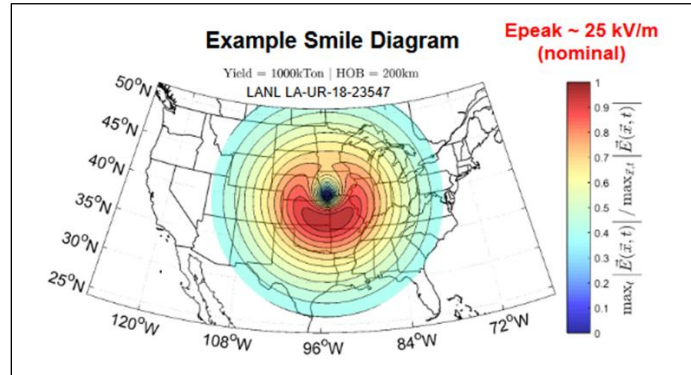 Example Smile Diagram
Epeak ~ 25 kV/m
(nominal)
Yield = 1000kTon | HOB = 200km
LANL LA-UR-18-23547
50°N
45°N
40°N
35°N
30°N
25°N
120°W
108°W
96°W
84°W
72°W
1
0.9
0.8
0.7
0.6
0.5
0.4
0.3
0.2
0.1
0
max_t |E⃗(x⃗, t)| / max_x⃗,t |E⃗(x⃗, t)|